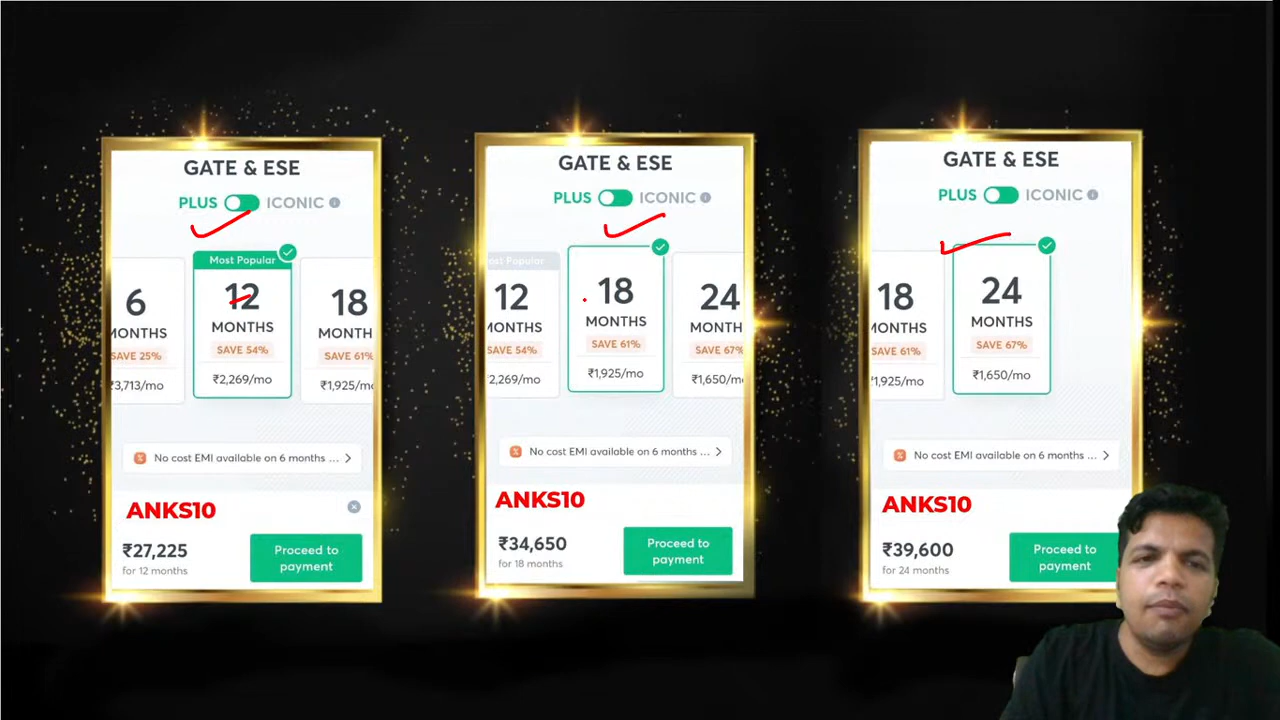 GATE & ESE
PLUS ICONIC
Most Popular
6
MONTHS
SAVE 25%
₹3,713/mo
12
MONTHS
SAVE 54%
₹2,269/mo
18
MONTHS
SAVE 61%
₹1,925/mo
No cost EMI available on 6 months ...
ANKS10
₹27,225
for 12 months
Proceed to
payment
GATE & ESE
PLUS ICONIC
Most Popular
12
MONTHS
SAVE 54%
2,269/mo
18
MONTHS
SAVE 61%
₹1,925/mo
24
MONTH
SAVE 67%
₹1,650/m
No cost EMI available on 6 months ...
ANKS10
₹34,650
for 18 months
Proceed to
payment
GATE & ESE
PLUS ICONIC
18
MONTHS
SAVE 61%
₹1,925/mo
24
MONTHS
SAVE 67%
₹1,650/mo
No cost EMI available on 6 months ...
ANKS10
₹39,600
for 24 months
Proceed to
payment